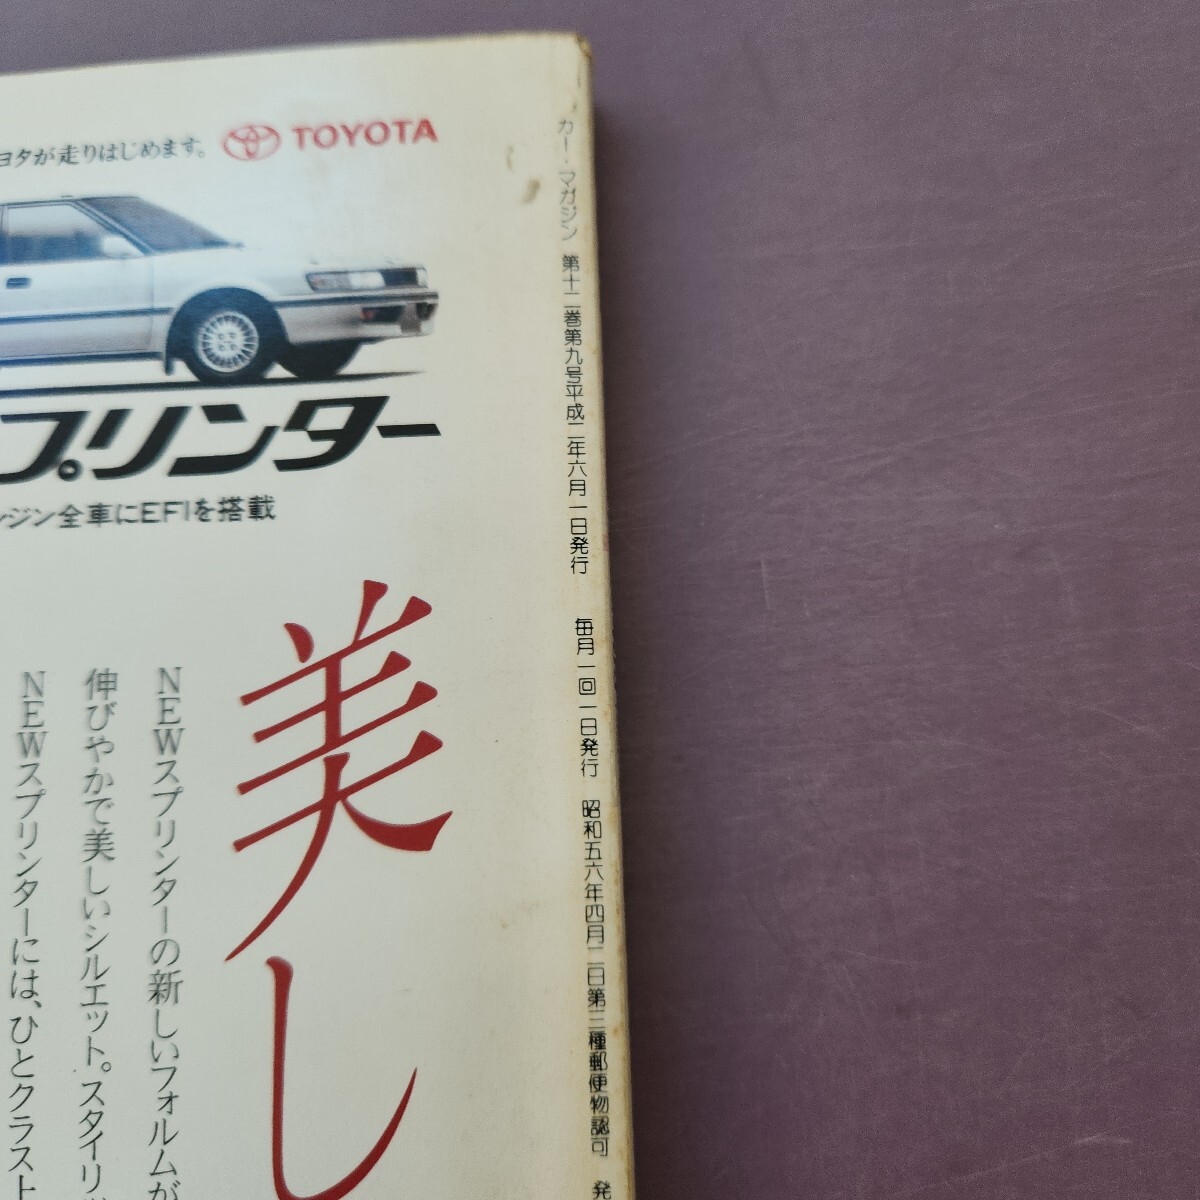 ヨタが走りはじめます。
TOYOTA
プリンター
ンジン全車にEFIを搭載
美し
NEWスプリンターの新しいフォルムが
伸びやかで美しいシルエット。スタイリ
NEWスプリンターには、ひとクラス上
カー・マガジン 第十二巻第九号平成二年六月一日発行 毎月一回一日発行 昭和五六年四月二日第三種郵便物認可 発